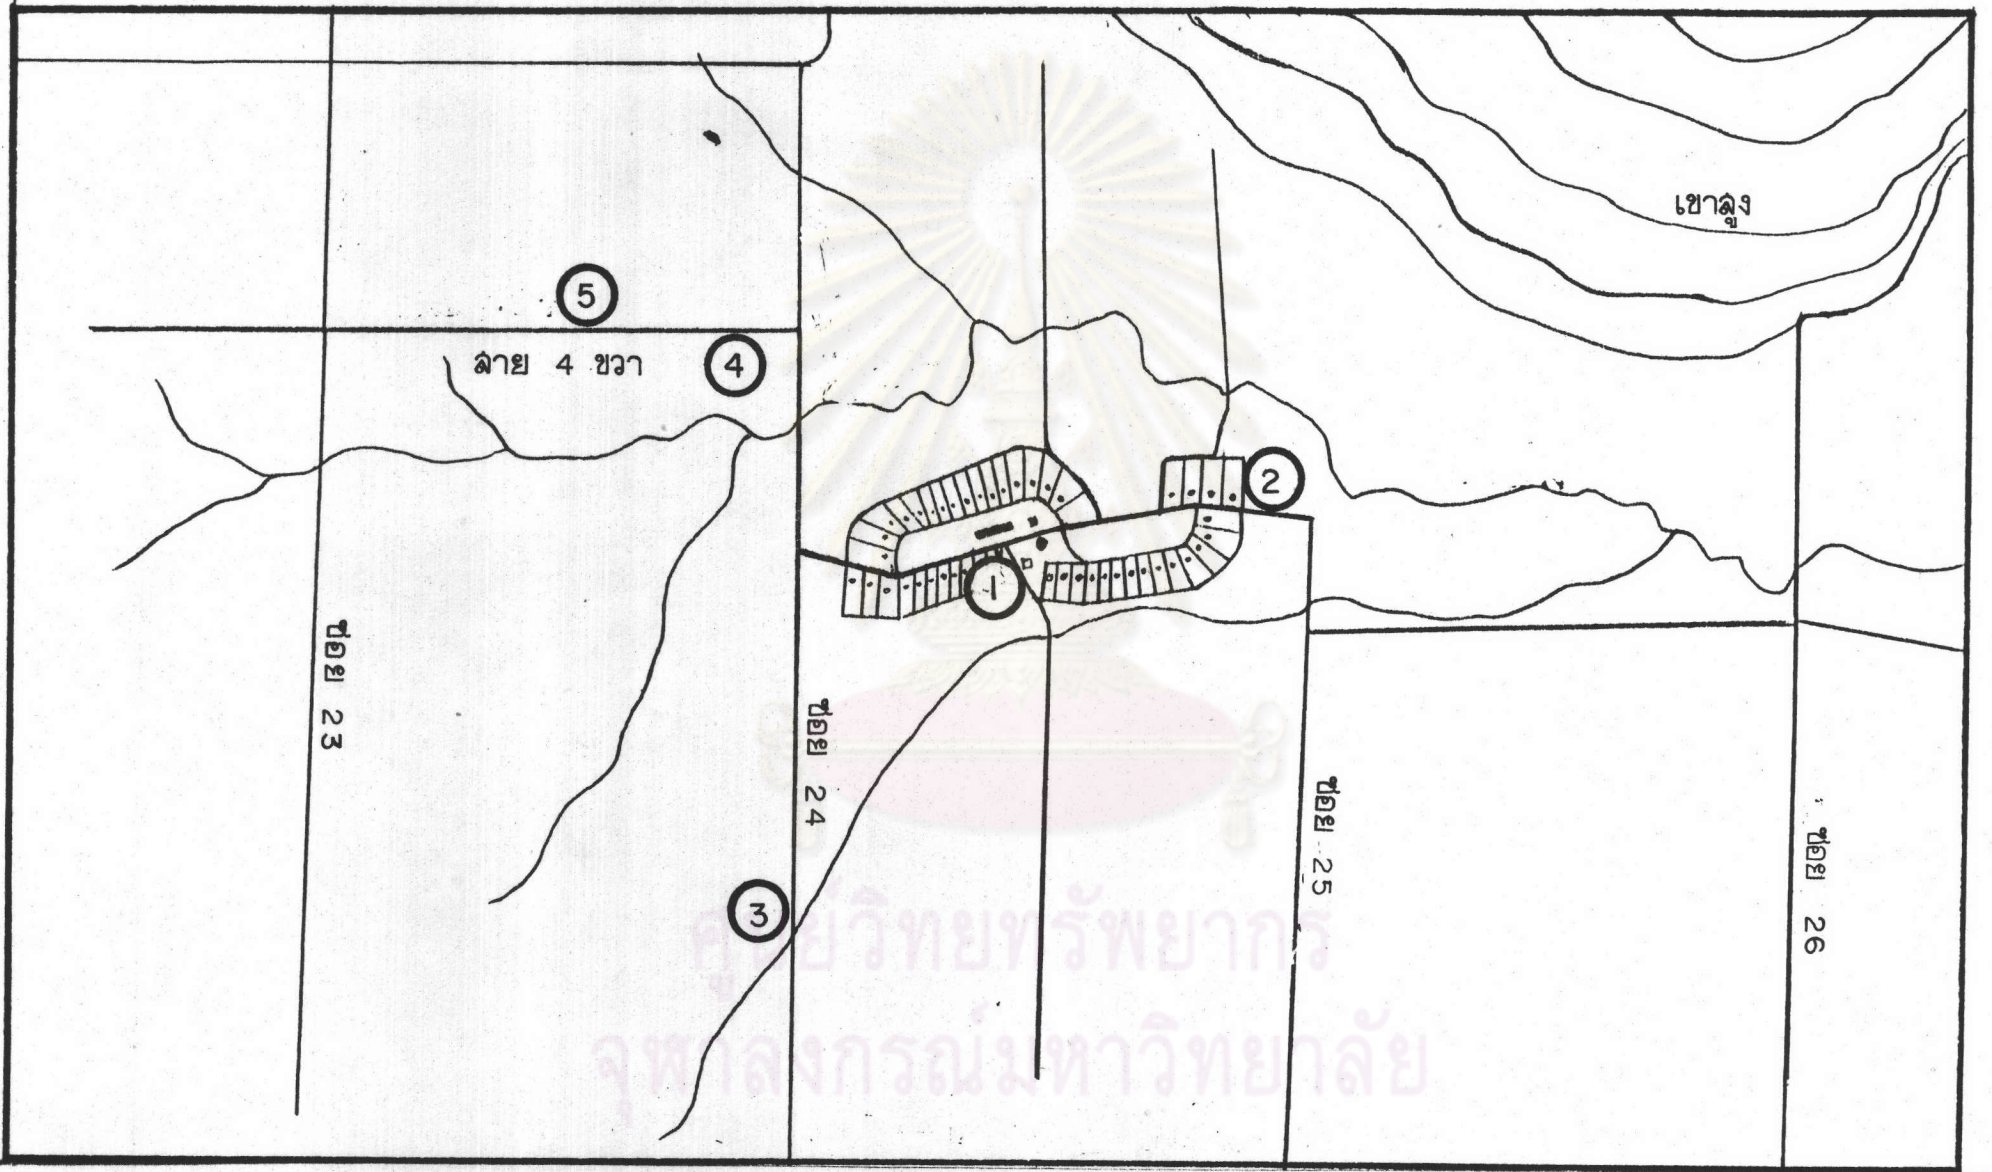 เขาสูง
5
สาย 4 ขวา
4
2
1
ซอย 23
ซอย 24
ซอย 25
ซอย 26
3
ศูนย์วิทยทรัพยากร
จุฬาลงกรณ์มหาวิทยาลัย